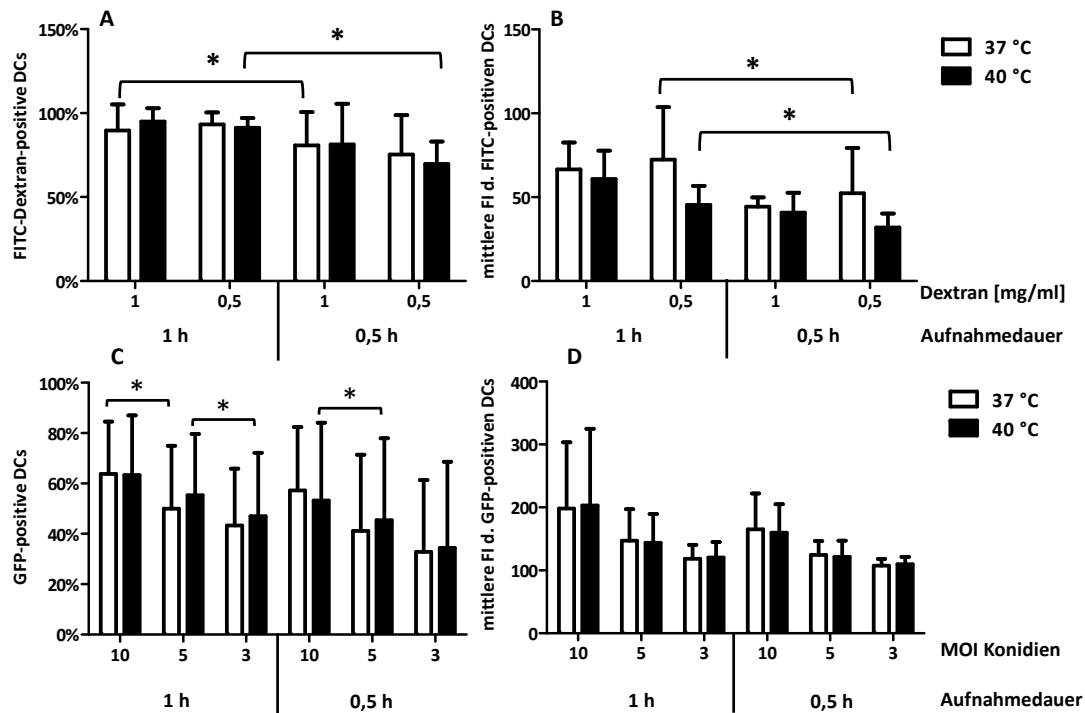 A
FITC-Dextran-positive DCs
150%
100%
50%
0%
*
*
1
0,5
1
0,5
1 h
0,5 h
B
mittlere FI d. FITC-positiven DCs
150
100
50
0
*
*
1
0,5
1
0,5
Dextran [mg/ml]
1 h
0,5 h
Aufnahmedauer
37 °C
40 °C
C
GFP-positive DCs
100%
80%
60%
40%
20%
0%
*
*
*
10
5
3
10
5
3
1 h
0,5 h
D
mittlere FI d. GFP-positiven DCs
400
300
200
100
0
10
5
3
10
5
3
MOI Konidien
1 h
0,5 h
Aufnahmedauer
37 °C
40 °C